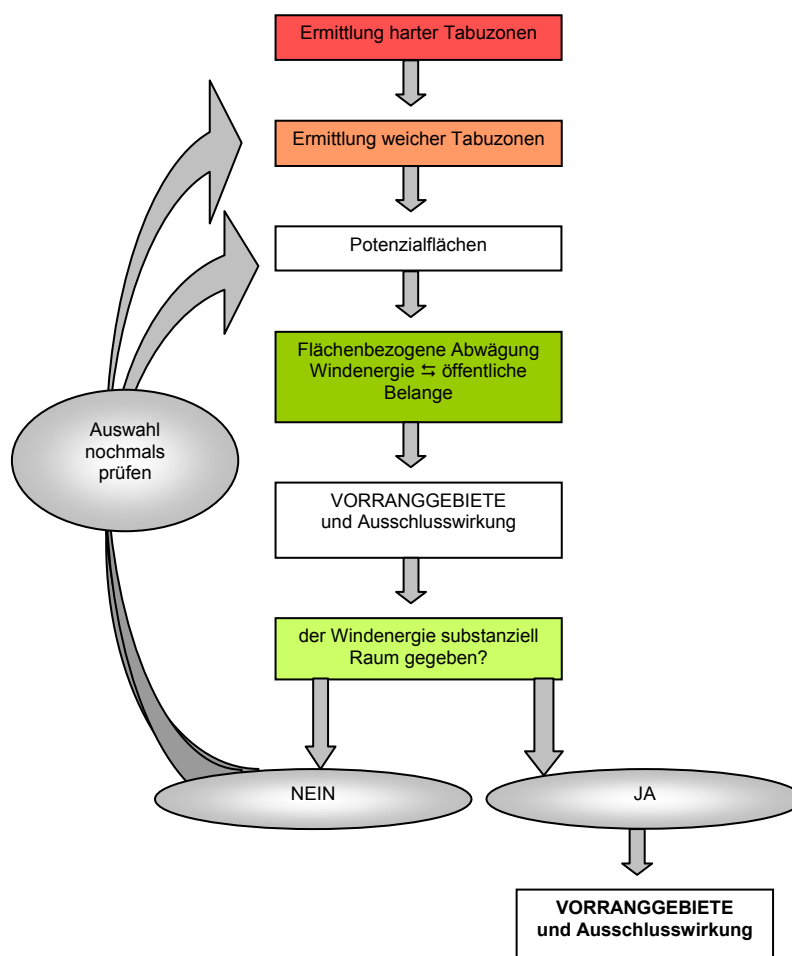 Ermittlung harter Tabuzonen
Ermittlung weicher Tabuzonen
Potenzialflächen
Flächenbezogene Abwägung
Windenergie ⇆ öffentliche
Belange
Auswahl
nochmals
prüfen
VORRANGGEBIETE
und Ausschlusswirkung
der Windenergie substanziell
Raum gegeben?
NEIN
JA
VORRANGGEBIETE
und Ausschlusswirkung